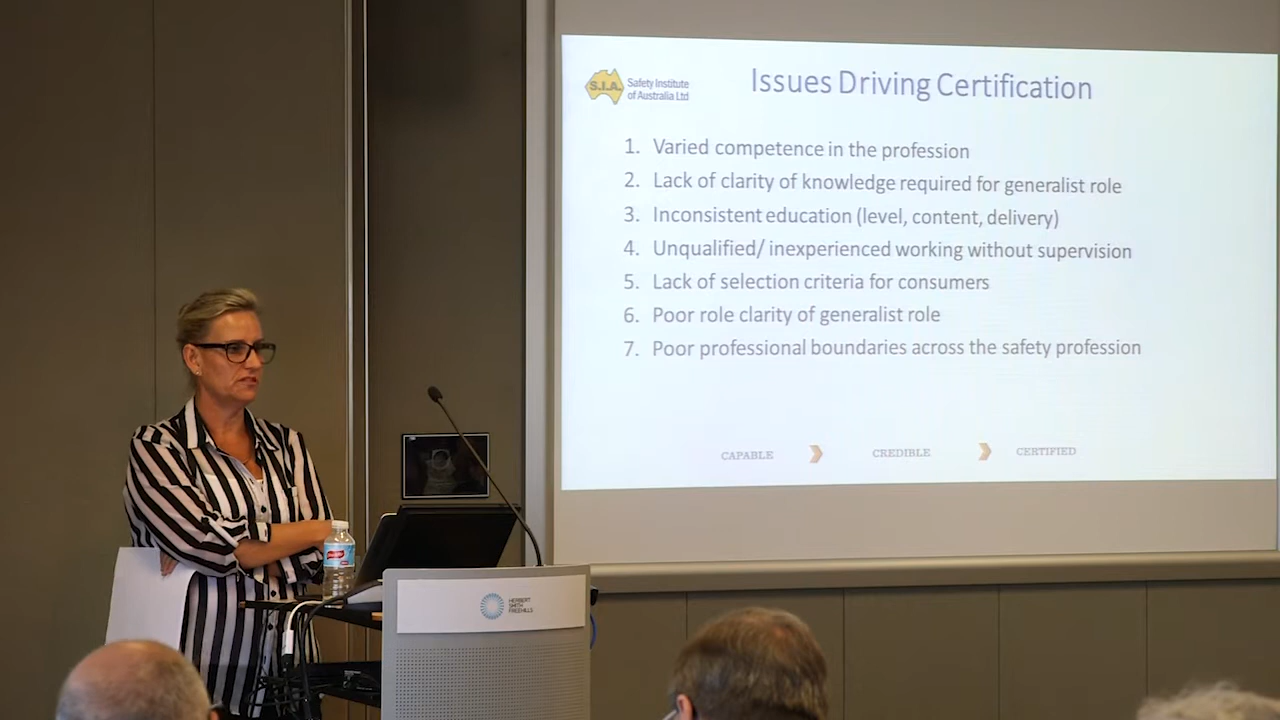 S.I.A.
Safety Institute
of Australia Ltd
Issues Driving Certification
1. Varied competence in the profession
2. Lack of clarity of knowledge required for generalist role
3. Inconsistent education (level, content, delivery)
4. Unqualified/ inexperienced working without supervision
5. Lack of selection criteria for consumers
6. Poor role clarity of generalist role
7. Poor professional boundaries across the safety profession
CAPABLE CREDIBLE CERTIFIED
HERBERT
SMITH
FREEHILLS